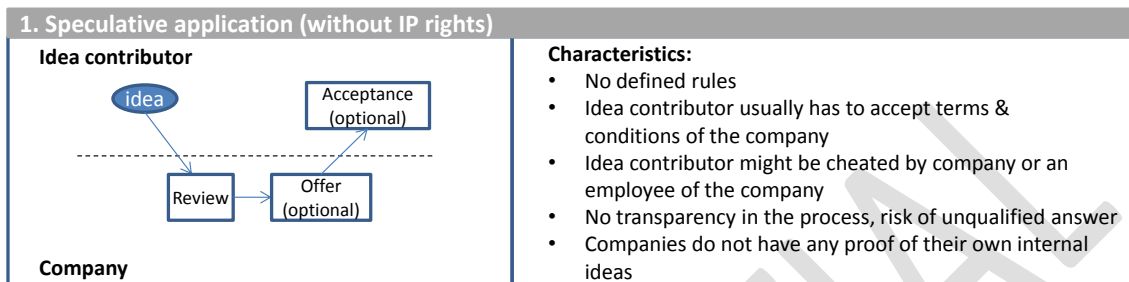 1. Speculative application (without IP rights)
Idea contributor
idea
Acceptance
(optional)
Review
Offer
(optional)
Company
Characteristics:
• No defined rules
• Idea contributor usually has to accept terms &
conditions of the company
• Idea contributor might be cheated by company or an
employee of the company
• No transparency in the process, risk of unqualified answer
• Companies do not have any proof of their own internal
ideas